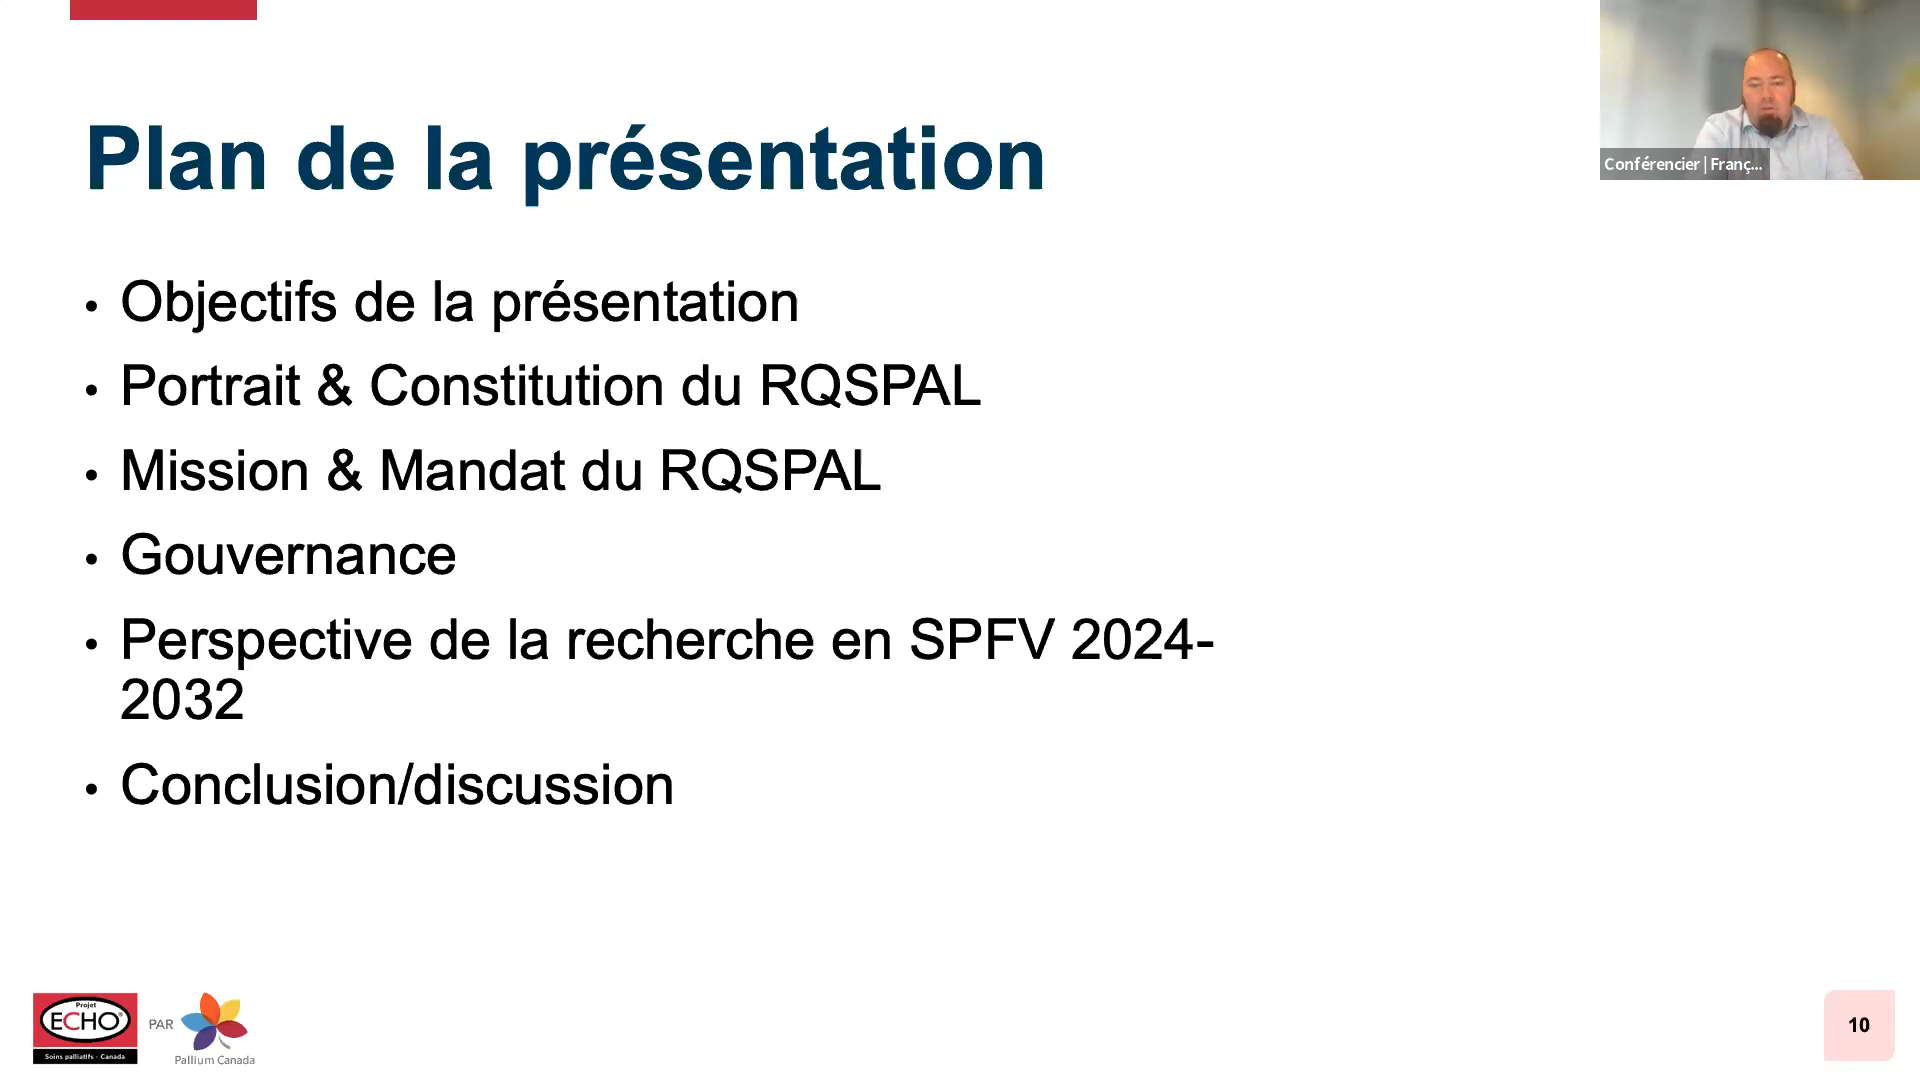 Plan de la présentation
Conférencier | Franç...
• Objectifs de la présentation
• Portrait & Constitution du RQSPAL
• Mission & Mandat du RQSPAL
• Gouvernance
• Perspective de la recherche en SPFV 2024-
2032
• Conclusion/discussion
Projet
ECHO®
Soins palliatifs - Canada
PAR
Pallium Canada
10